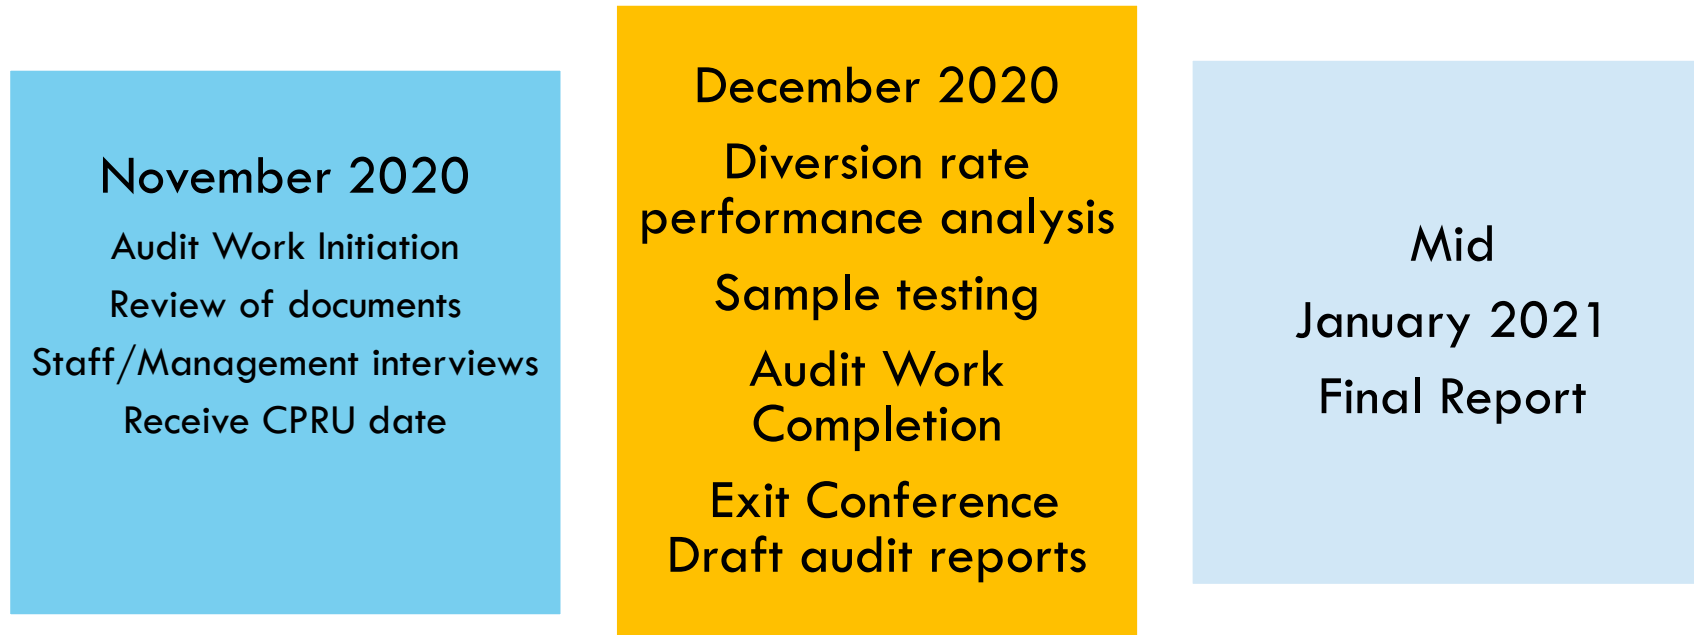 November 2020
Audit Work Initiation
Review of documents
Staff/Management interviews
Receive CPRU date
December 2020
Diversion rate
performance analysis
Sample testing
Audit Work
Completion
Exit Conference
Draft audit reports
Mid
January 2021
Final Report